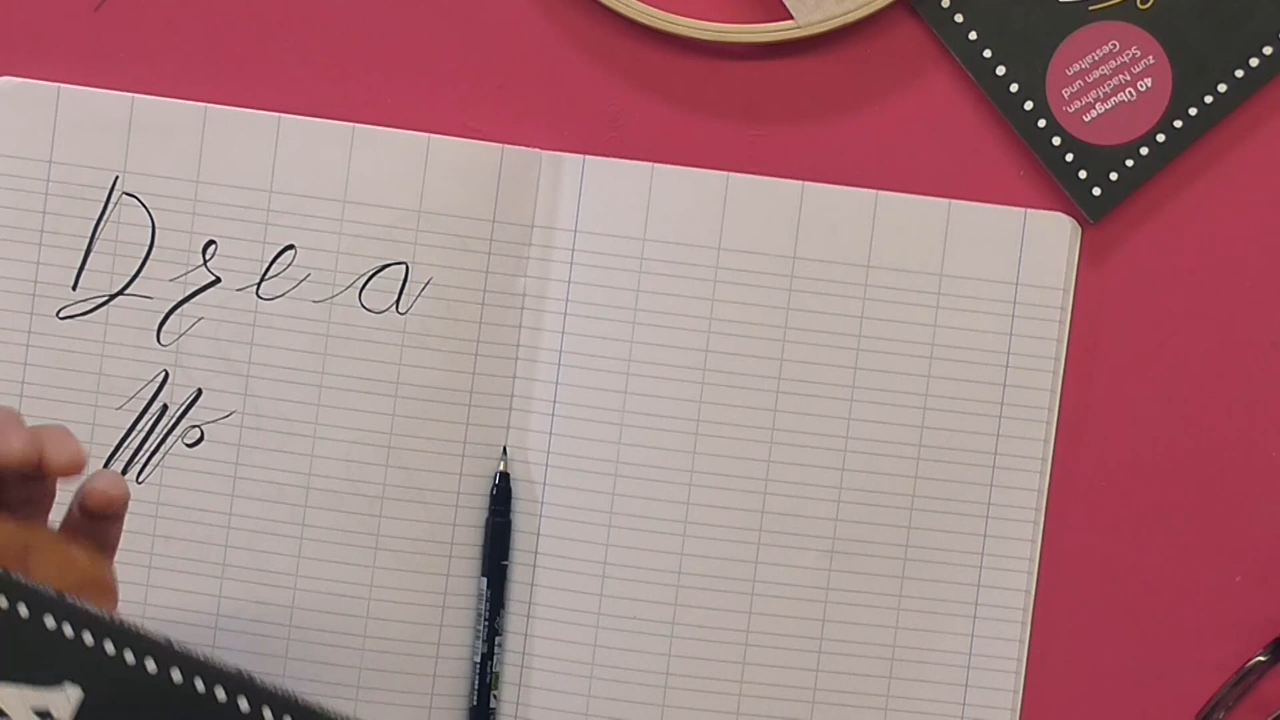 Drea
W
40 Übungen
zum Nachfahren,
Schreiben und
Gestalten